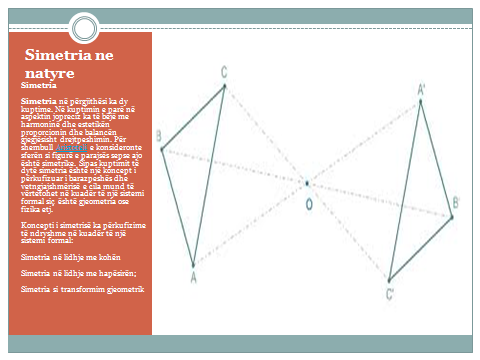 Simetria ne
natyre
Simetria
Simetria në përgjithësi ka dy
kuptime. Në kuptimin e parë në
aspektin jopreciz ka të bëjë me
harmoninë dhe estetikën
proporcionin dhe balancën
gjegjësisht drejtpeshimin. Për
shembull Aristoteli e konsideronte
sferën si figurë e parajsës sepse ajo
është simetrike. Sipas kuptimit të
dytë simetria është një koncept i
përkufizuar i barazpeshës dhe
vetngjajshmërisë e cila mund të
vërtetohet në kuadër të një sistemi
formal siç është gjeometria ose
fizika etj.
Koncepti i simetrisë ka përkufizime
të ndryshme në kuadër të një
sistemi formal:
Simetria në lidhje me kohën
Simetria në lidhje me hapësirën;
Simetria si transformim gjeometrik
C
A'
B
O
B'
A
C'